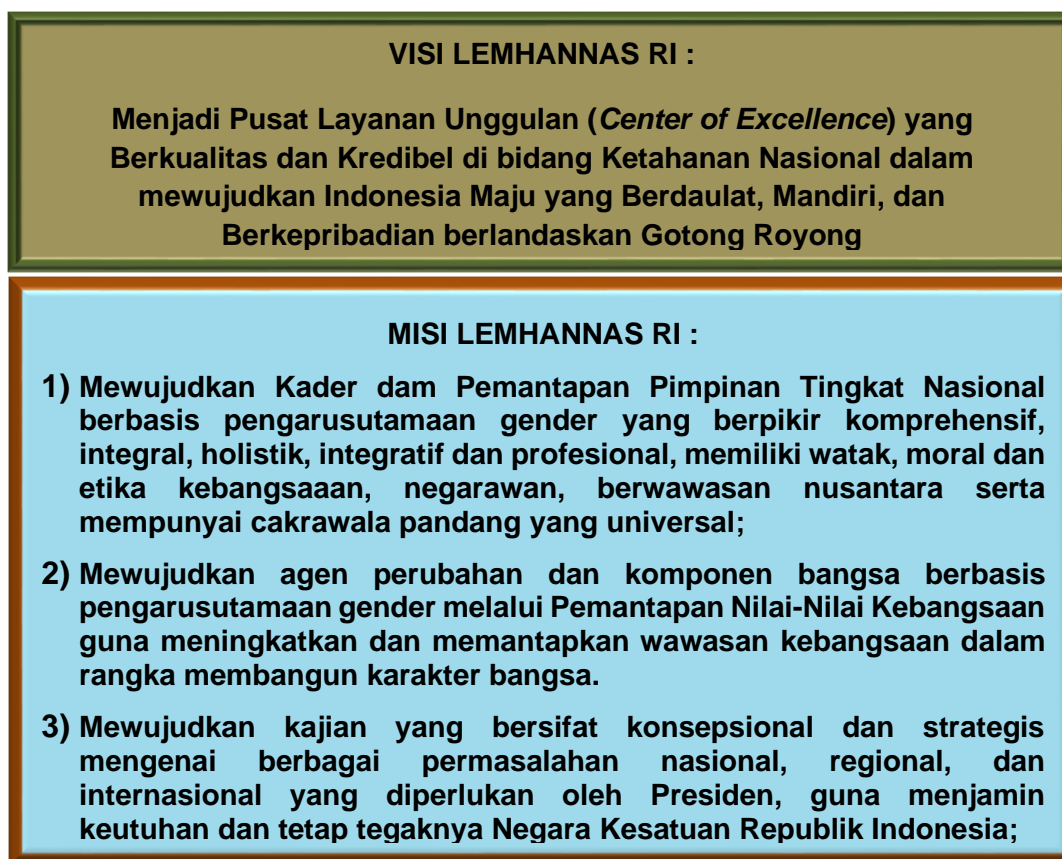 VISI LEMHANNAS RI :
Menjadi Pusat Layanan Unggulan (Center of Excellence) yang
Berkualitas dan Kredibel di bidang Ketahanan Nasional dalam
mewujudkan Indonesia Maju yang Berdaulat, Mandiri, dan
Berkepribadian berlandaskan Gotong Royong
MISI LEMHANNAS RI :
1) Mewujudkan Kader dam Pemantapan Pimpinan Tingkat Nasional
berbasis pengarusutamaan gender yang berpikir komprehensif,
integral, holistik, integratif dan profesional, memiliki watak, moral dan
etika kebangsaaan, negarawan, berwawasan nusantara serta
mempunyai cakrawala pandang yang universal;
2) Mewujudkan agen perubahan dan komponen bangsa berbasis
pengarusutamaan gender melalui Pemantapan Nilai-Nilai Kebangsaan
guna meningkatkan dan memantapkan wawasan kebangsaan dalam
rangka membangun karakter bangsa.
3) Mewujudkan kajian yang bersifat konsepsional dan strategis
mengenai berbagai permasalahan nasional, regional, dan
internasional yang diperlukan oleh Presiden, guna menjamin
keutuhan dan tetap tegaknya Negara Kesatuan Republik Indonesia;